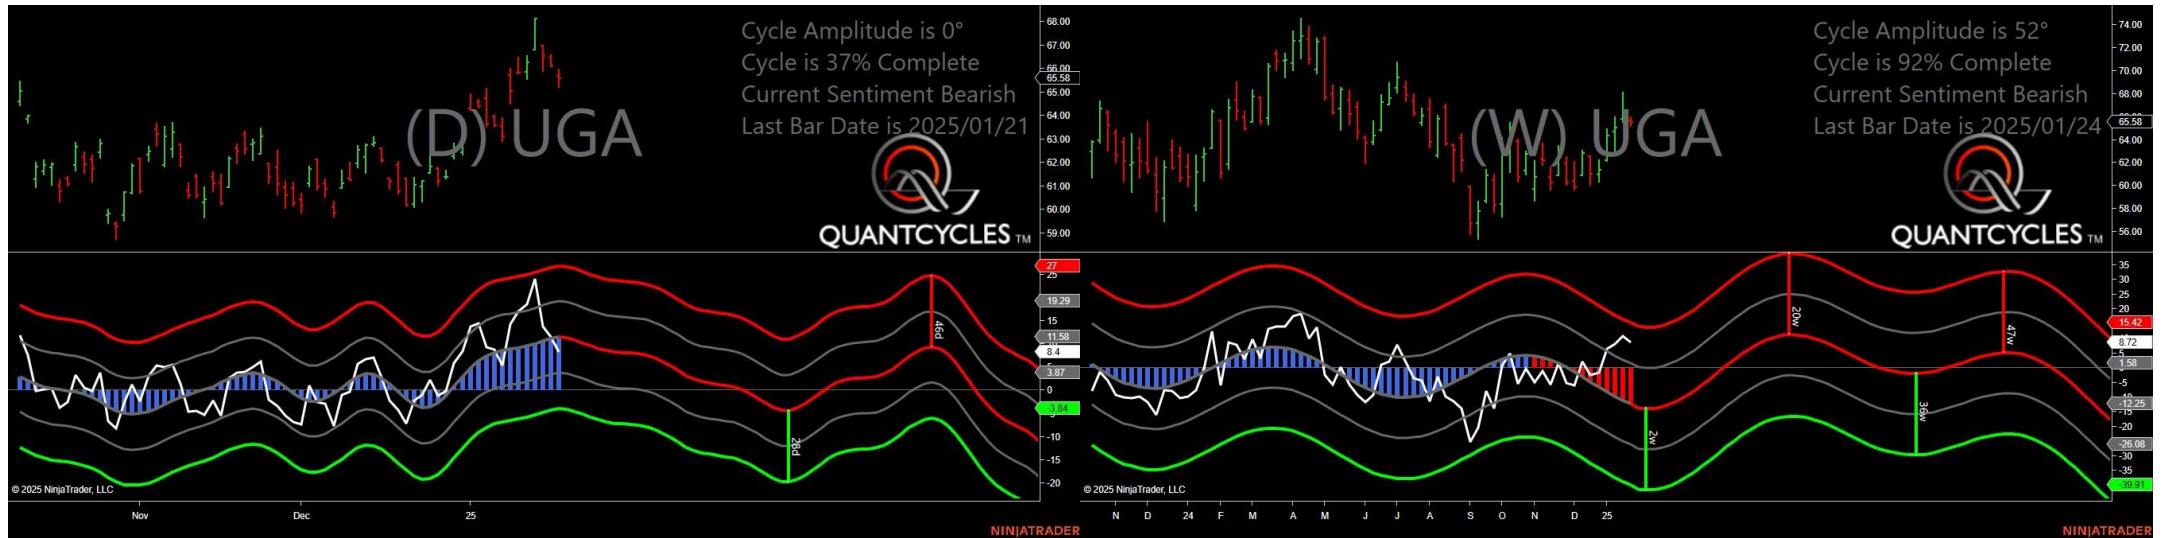 Cycle Amplitude is 0°
Cycle is 37% Complete
Current Sentiment Bearish
Last Bar Date is 2025/01/21
(D) UGA
QUANTCYCLES TM
68.00
67.00
66.00
65.58
65.00
64.00
63.00
62.00
61.00
60.00
59.00
27
25
19.29
15
11.58
8.4
3.87
0
-3.84
-10
-15
-20
28d
46d
© 2025 NinjaTrader, LLC
Nov
Dec
25
NINJATRADER
Cycle Amplitude is 52°
Cycle is 92% Complete
Current Sentiment Bearish
Last Bar Date is 2025/01/24
(W) UGA
QUANTCYCLES TM
74.00
72.00
70.00
68.00
65.58
64.00
62.00
60.00
58.00
56.00
35
30
25
20
15.42
8.72
5
1.58
-5
-12.25
-15
-20
-26.08
-30
-35
-39.91
2w
20w
36w
47w
© 2025 NinjaTrader, LLC
N D 24 F M A M J J A S O N D 25
NINJATRADER